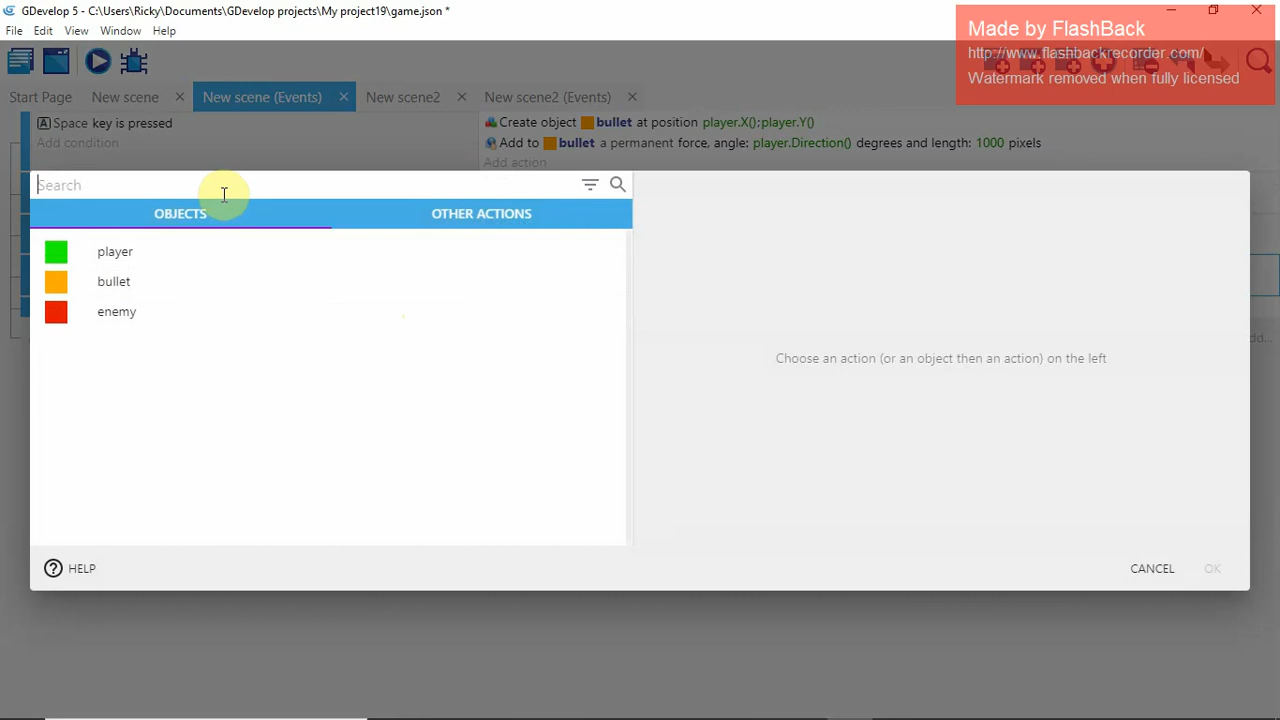 GDevelop 5 - C:\Users\Ricky\Documents\GDevelop projects\My project19\game.json *
Made by FlashBack
http://www.flashbackrecorder.com/
Watermark removed when fully licensed
File Edit View Window Help
Start Page New scene New scene (Events) New scene2 New scene2 (Events)
A Space key is pressed
Add condition
Create object bullet at position player.X();player.Y()
Add to bullet a permanent force, angle: player.Direction() degrees and length: 1000 pixels
Add action
Search
OBJECTS OTHER ACTIONS
player
bullet
enemy
dd...
Choose an action (or an object then an action) on the left
? HELP
CANCEL OK